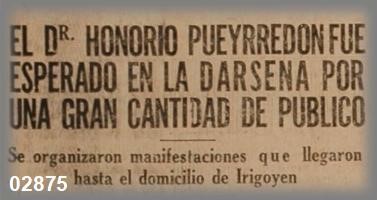 EL DR. HONORIO PUEYRREDON FUE
ESPERADO EN LA DARSENA POR
UNA GRAN CANTIDAD DE PUBLICO
Se organizaron manifestaciones que llegaron
hasta el domicilio de Irigoyen
02875